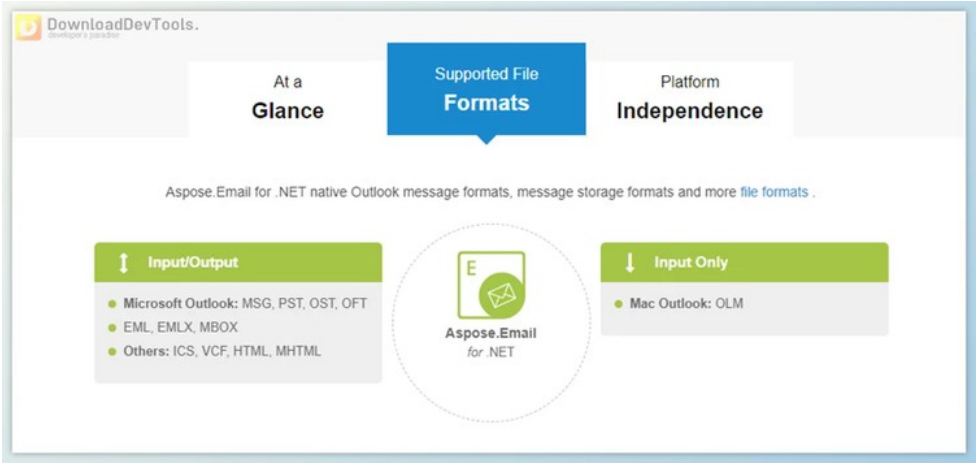 DownloadDevTools.
developer's paradise
At a
Glance
Supported File
Formats
Platform
Independence
Aspose.Email for .NET native Outlook message formats, message storage formats and more file formats .
Input/Output
Microsoft Outlook: MSG, PST, OST, OFT
EML, EMLX, MBOX
Others: ICS, VCF, HTML, MHTML
E
Aspose.Email
for .NET
Input Only
Mac Outlook: OLM